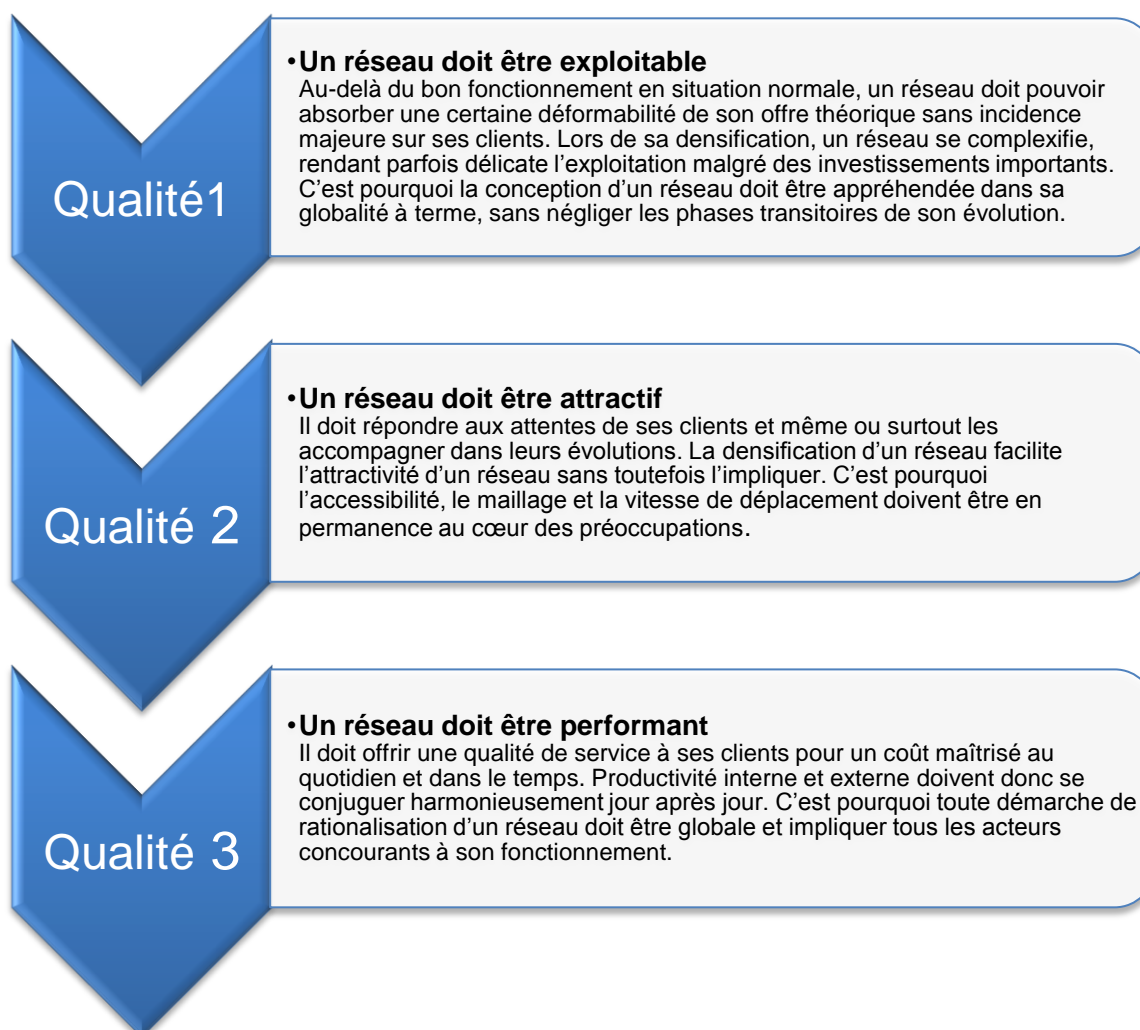 Qualité1
•Un réseau doit être exploitable
Au-delà du bon fonctionnement en situation normale, un réseau doit pouvoir
absorber une certaine déformabilité de son offre théorique sans incidence
majeure sur ses clients. Lors de sa densification, un réseau se complexifie,
rendant parfois délicate l’exploitation malgré des investissements importants.
C’est pourquoi la conception d’un réseau doit être appréhendée dans sa
globalité à terme, sans négliger les phases transitoires de son évolution.
Qualité 2
•Un réseau doit être attractif
Il doit répondre aux attentes de ses clients et même ou surtout les
accompagner dans leurs évolutions. La densification d’un réseau facilite
l’attractivité d’un réseau sans toutefois l’impliquer. C’est pourquoi
l’accessibilité, le maillage et la vitesse de déplacement doivent être en
permanence au cœur des préoccupations.
Qualité 3
•Un réseau doit être performant
Il doit offrir une qualité de service à ses clients pour un coût maîtrisé au
quotidien et dans le temps. Productivité interne et externe doivent donc se
conjuguer harmonieusement jour après jour. C’est pourquoi toute démarche de
rationalisation d’un réseau doit être globale et impliquer tous les acteurs
concourants à son fonctionnement.